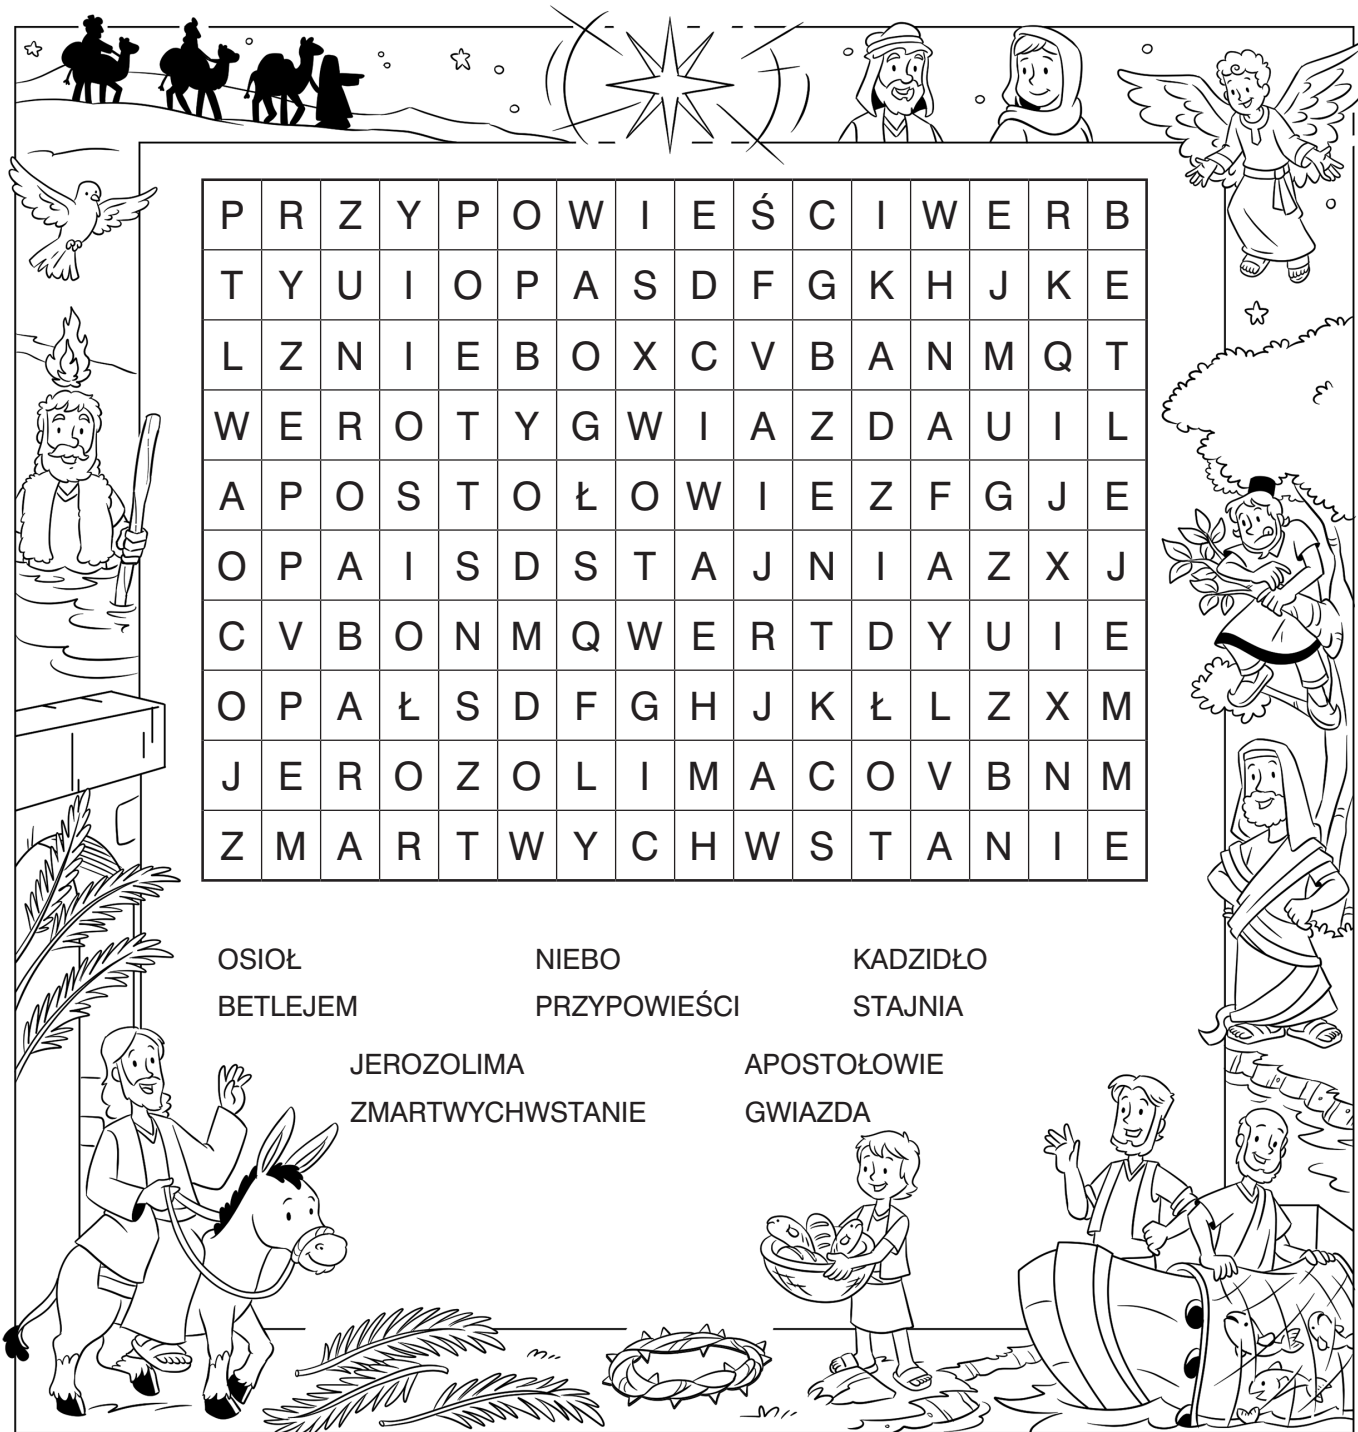 P R Z Y P O W I E Ś C I W E R B
T Y U I O P A S D F G K H J K E
L Z N I E B O X C V B A N M Q T
W E R O T Y G W I A Z D A U I L
A P O S T O Ł O W I E Z F G J E
O P A I S D S T A J N I A Z X J
C V B O N M Q W E R T D Y U I E
O P A Ł S D F G H J K Ł L Z X M
J E R O Z O L I M A C O V B N M
Z M A R T W Y C H W S T A N I E
OSIOŁ NIEBO KADZIDŁO
BETLEJEM PRZYPOWIEŚCI STAJNIA
JEROZOLIMA APOSTOŁOWIE
ZMARTWYCHWSTANIE GWIAZDA